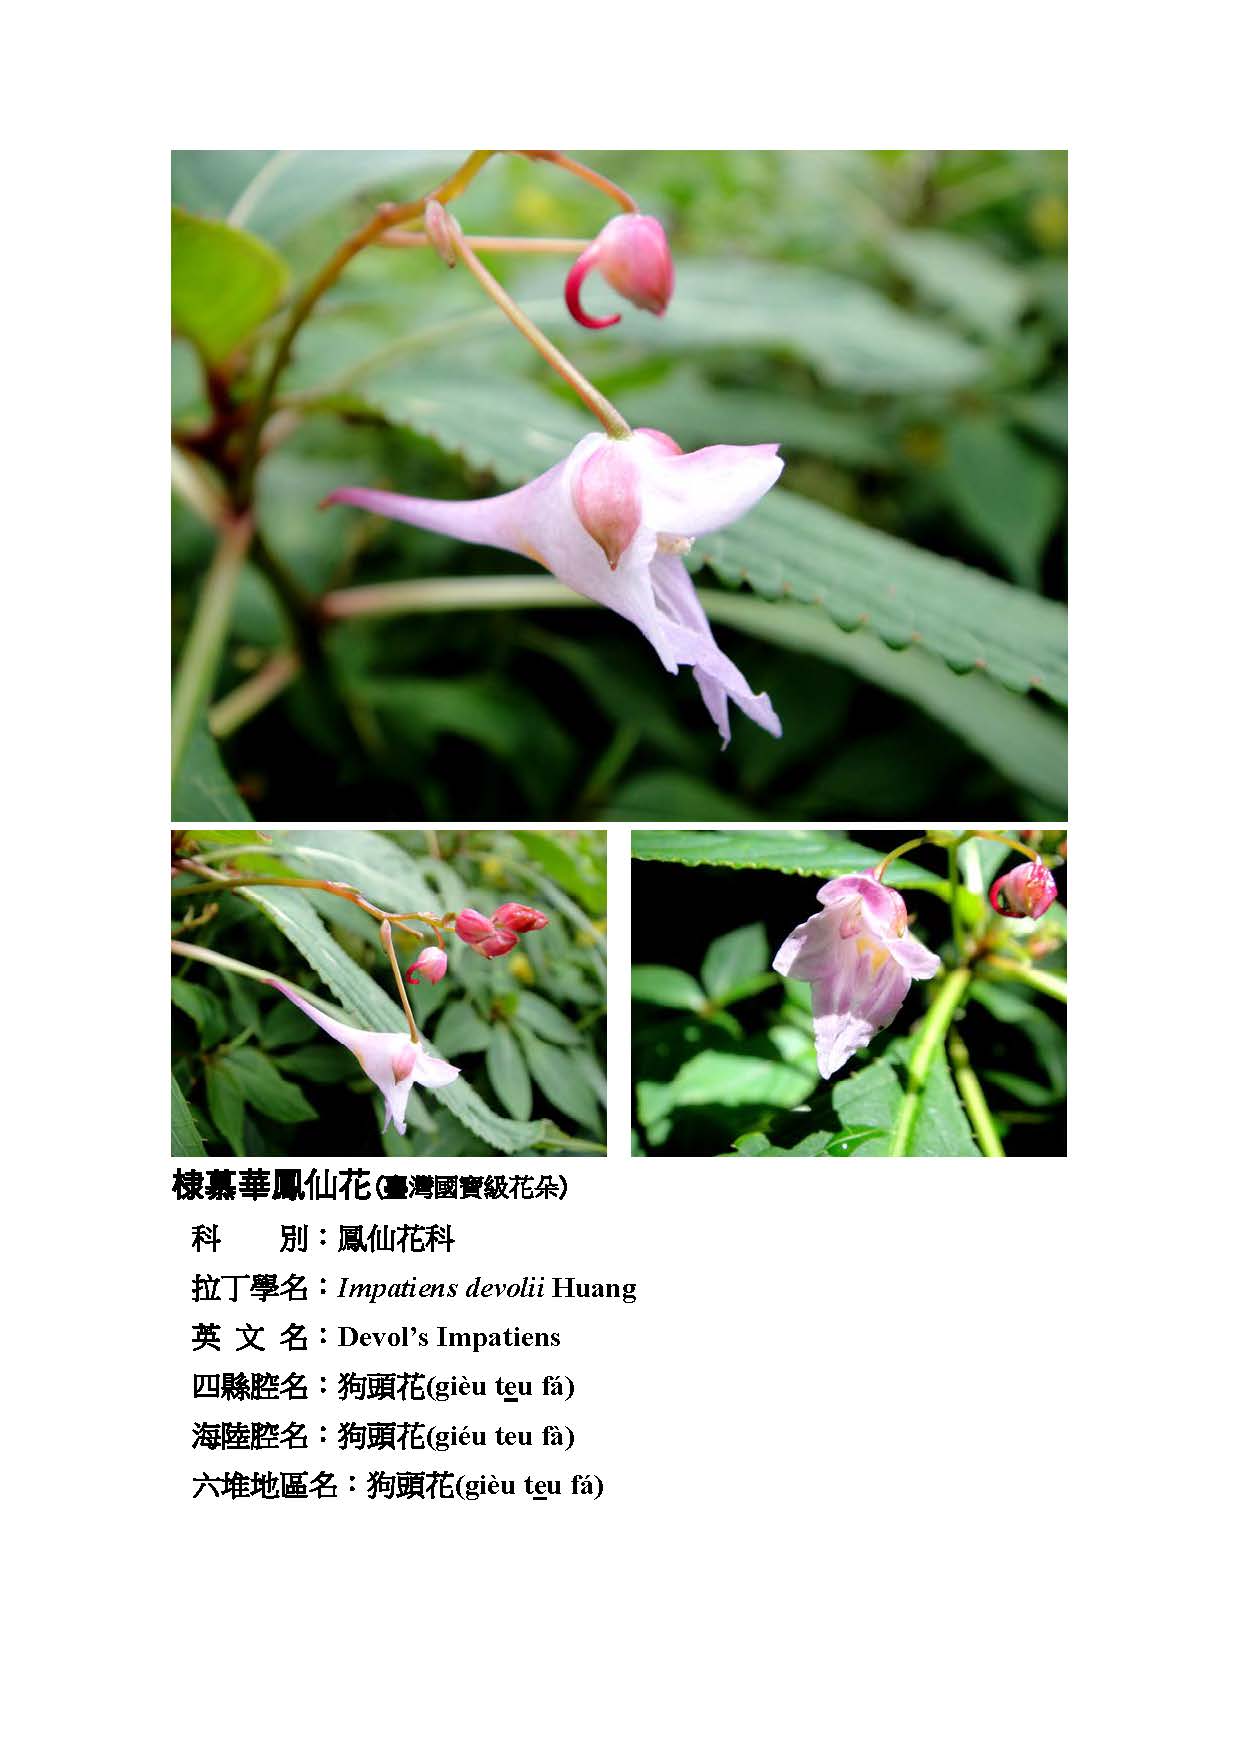 棣慕華鳳仙花(臺灣國寶級花朵)
科　　別：鳳仙花科
拉丁學名：Impatiens devolii Huang
英 文 名：Devol’s Impatiens
四縣腔名：狗頭花(gièu teu fá)
海陸腔名：狗頭花(giéu teu fà)
六堆地區名：狗頭花(gièu teu fá)